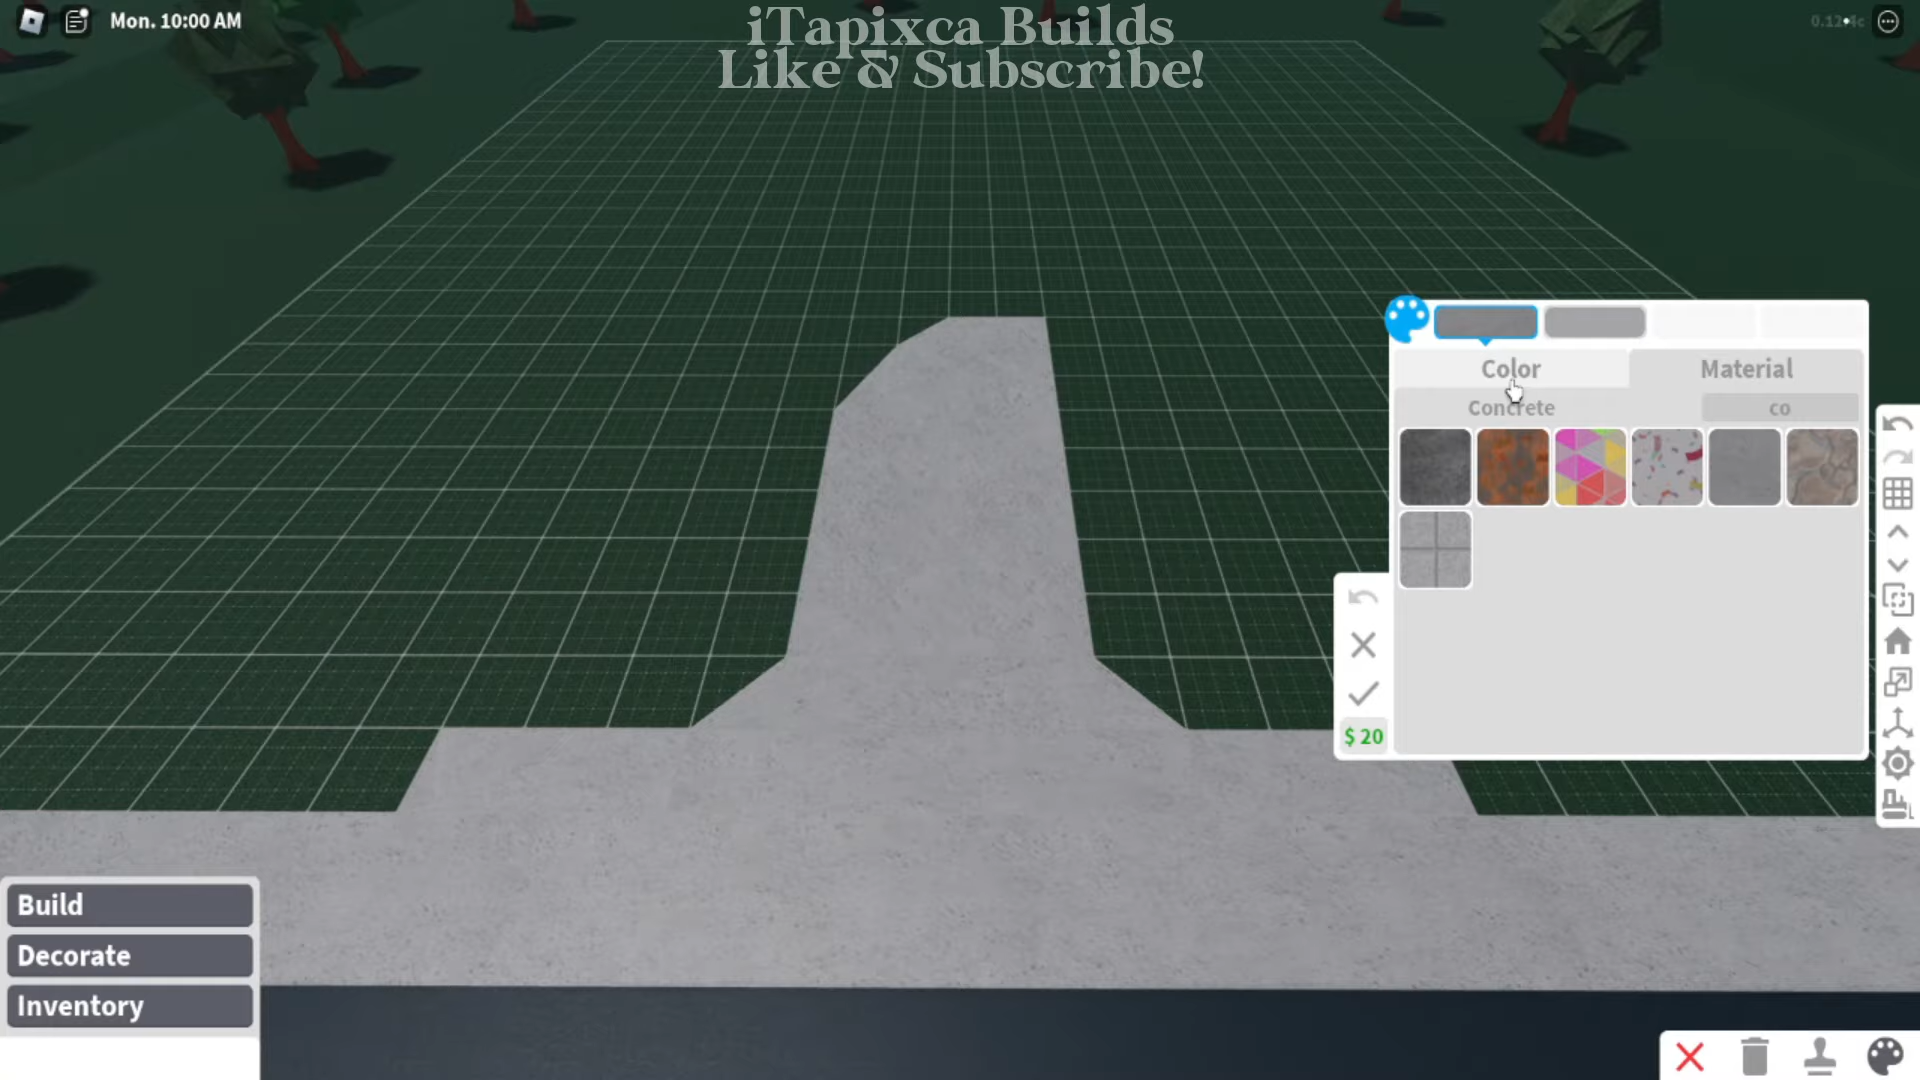 Mon. 10:00 AM
iTapixca Builds
Like & Subscribe!
Color
Material
Concrete
co
$ 20
Build
Decorate
Inventory